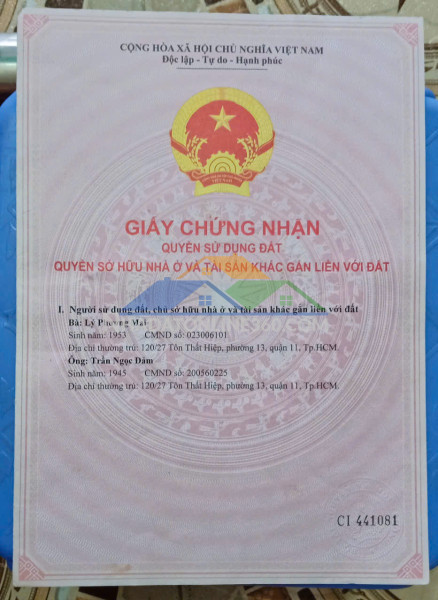 CỘNG HÒA XÃ HỘI CHỦ NGHĨA VIỆT NAM
Độc lập - Tự do - Hạnh phúc
VIỆT NAM
GIẤY CHỨNG NHẬN
QUYỀN SỬ DỤNG ĐẤT
QUYỀN SỞ HỮU NHÀ Ở VÀ TÀI SẢN KHÁC GẮN LIỀN VỚI ĐẤT
I. Người sử dụng đất, chủ sở hữu nhà ở và tài sản khác gắn liền với đất
Bà: Lý Phương Mai
Sinh năm: 1953 CMND số: 023006101
Địa chỉ thường trú: 120/27 Tôn Thất Hiệp, phường 13, quận 11, Tp.HCM.
Ông: Trần Ngọc Dảm
Sinh năm: 1945 CMND số: 200560225
Địa chỉ thường trú: 120/27 Tôn Thất Hiệp, phường 13, quận 11, Tp.HCM.
CI 441081